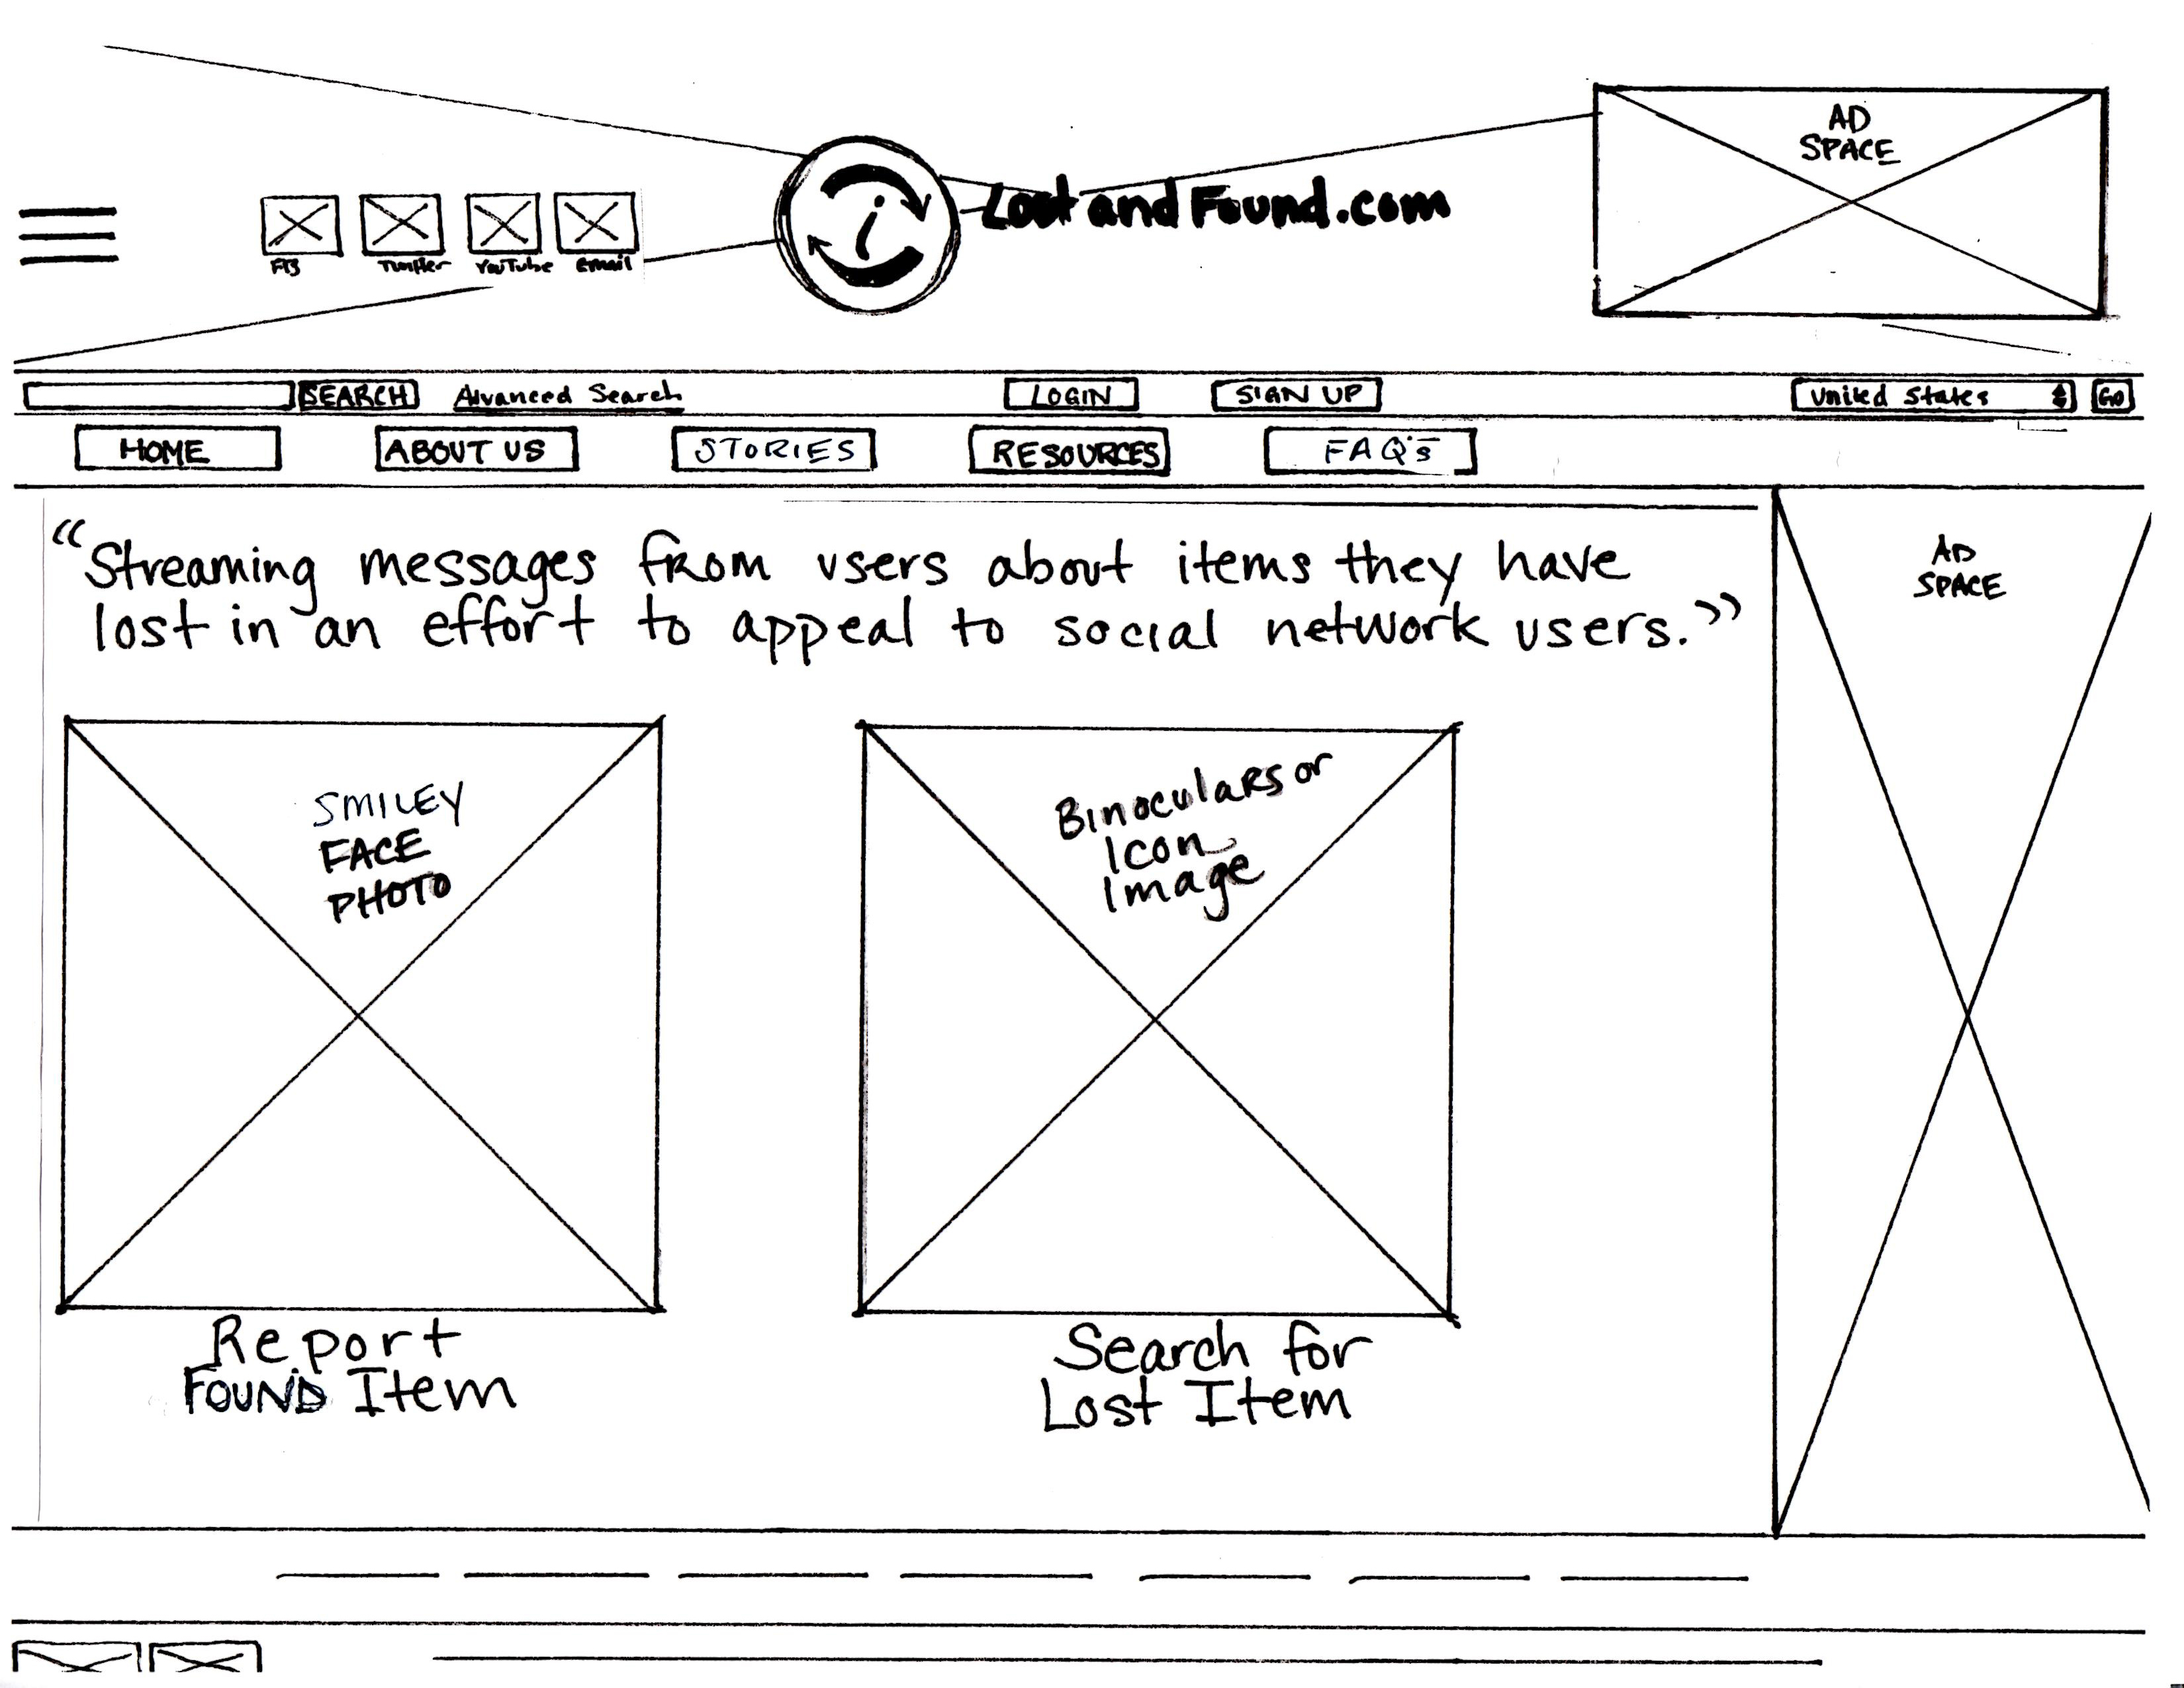 AD
SPACE
i
LostandFound.com
FB
Twitter
YouTube
Email
SEARCH
Advanced Search
LOGIN
SIGN UP
United States
GO
HOME
ABOUT US
STORIES
RESOURCES
FAQ's
“Streaming messages from users about items they have
lost in an effort to appeal to social network users.”
AD
SPACE
SMILEY
FACE
PHOTO
Binoculars or
Icon
Image
Report
FOUND Item
Search for
Lost Item